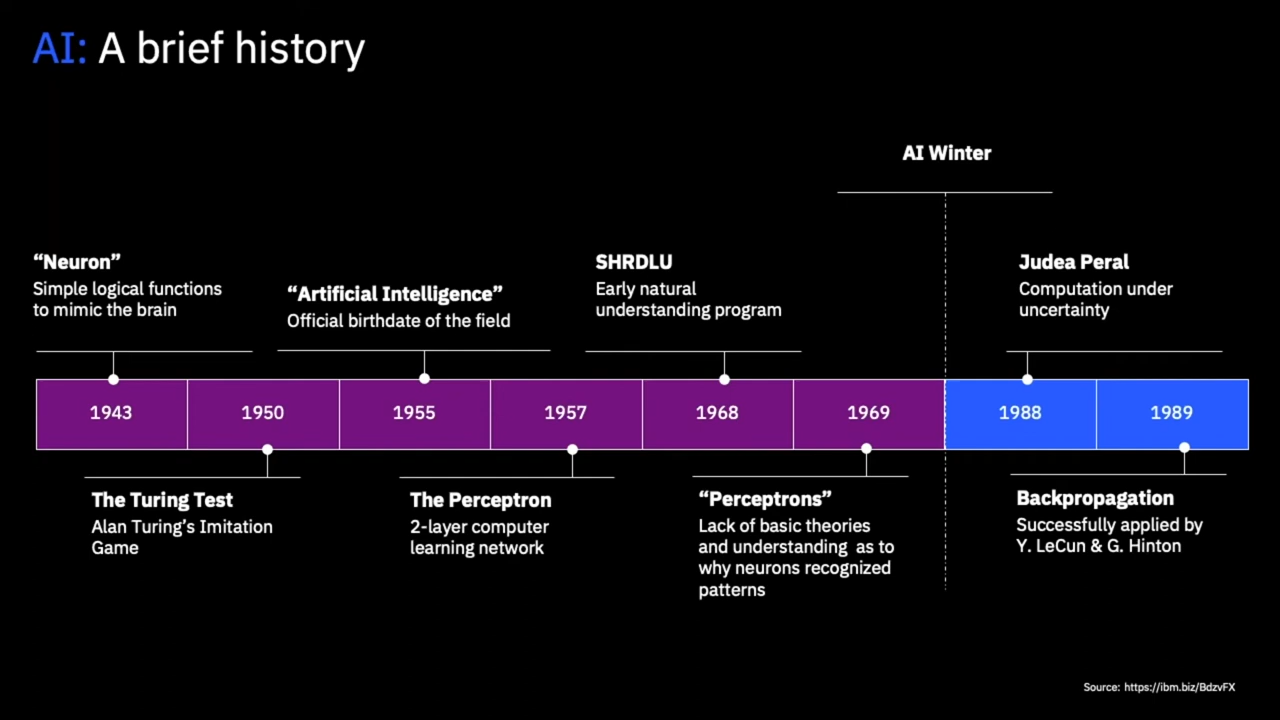 AI: A brief history
AI Winter
“Neuron”
Simple logical functions
to mimic the brain
“Artificial Intelligence”
Official birthdate of the field
SHRDLU
Early natural
understanding program
Judea Peral
Computation under
uncertainty
1943
1950
1955
1957
1968
1969
1988
1989
The Turing Test
Alan Turing’s Imitation
Game
The Perceptron
2-layer computer
learning network
“Perceptrons”
Lack of basic theories
and understanding as to
why neurons recognized
patterns
Backpropagation
Successfully applied by
Y. LeCun & G. Hinton
Source: https://ibm.biz/BdzvFX